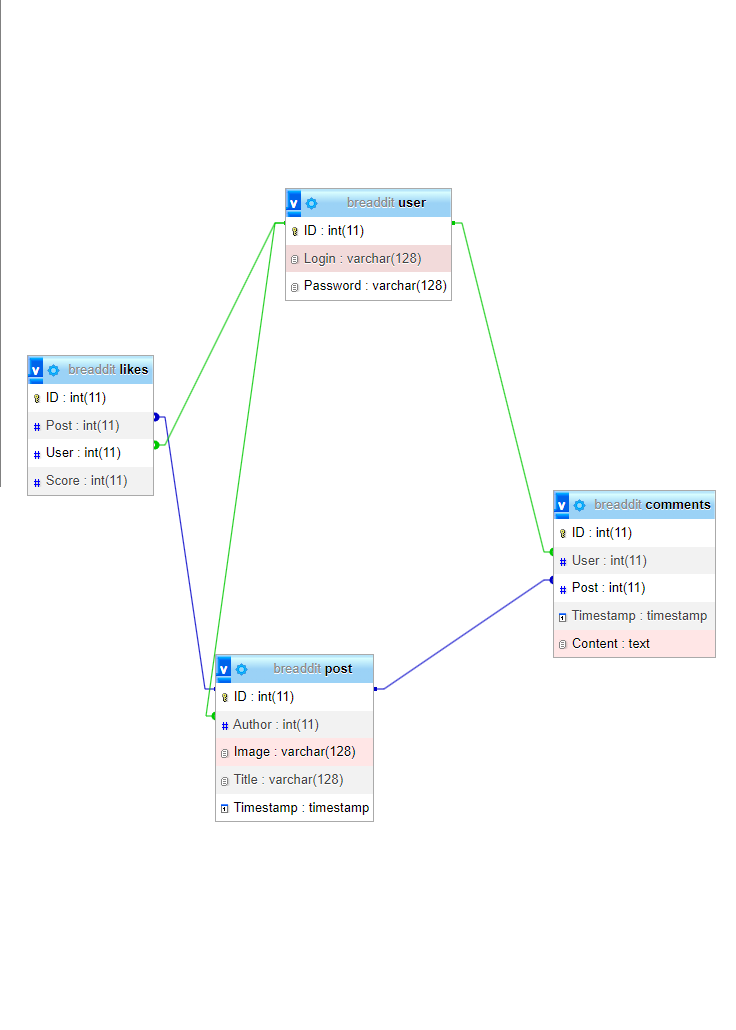 v breaddit user
ID : int(11)
Login : varchar(128)
Password : varchar(128)
v breaddit likes
ID : int(11)
# Post : int(11)
# User : int(11)
# Score : int(11)
v breaddit comments
ID : int(11)
# User : int(11)
# Post : int(11)
Timestamp : timestamp
Content : text
v breaddit post
ID : int(11)
# Author : int(11)
Image : varchar(128)
Title : varchar(128)
Timestamp : timestamp